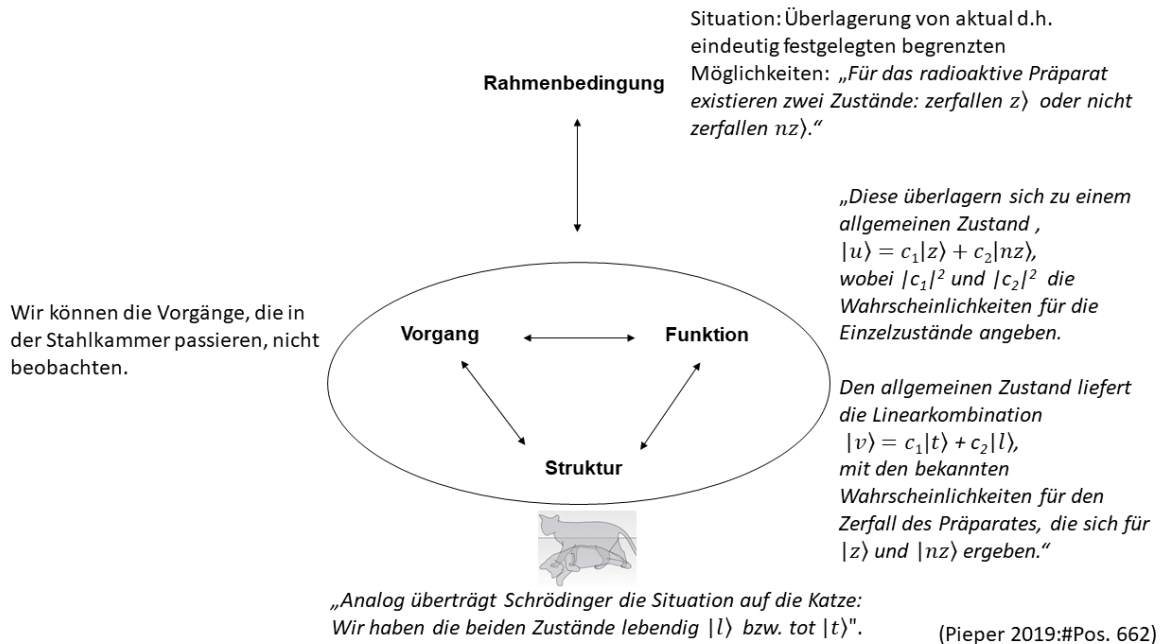 Situation: Überlagerung von aktual d.h.
eindeutig festgelegten begrenzten
Möglichkeiten: „Für das radioaktive Präparat
existieren zwei Zustände: zerfallen z⟩ oder nicht
zerfallen nz⟩.“
Rahmenbedingung
„Diese überlagern sich zu einem
allgemeinen Zustand ,
|u⟩ = c₁|z⟩ + c₂|nz⟩,
wobei |c₁|² und |c₂|² die
Wahrscheinlichkeiten für die
Einzelzustände angeben.
Den allgemeinen Zustand liefert
die Linearkombination
|v⟩ = c₁|t⟩ + c₂|l⟩,
mit den bekannten
Wahrscheinlichkeiten für den
Zerfall des Präparates, die sich für
|z⟩ und |nz⟩ ergeben.“
Wir können die Vorgänge, die in
der Stahlkammer passieren, nicht
beobachten.
Vorgang
Funktion
Struktur
„Analog überträgt Schrödinger die Situation auf die Katze:
Wir haben die beiden Zustände lebendig |l⟩ bzw. tot |t⟩".
(Pieper 2019:#Pos. 662)